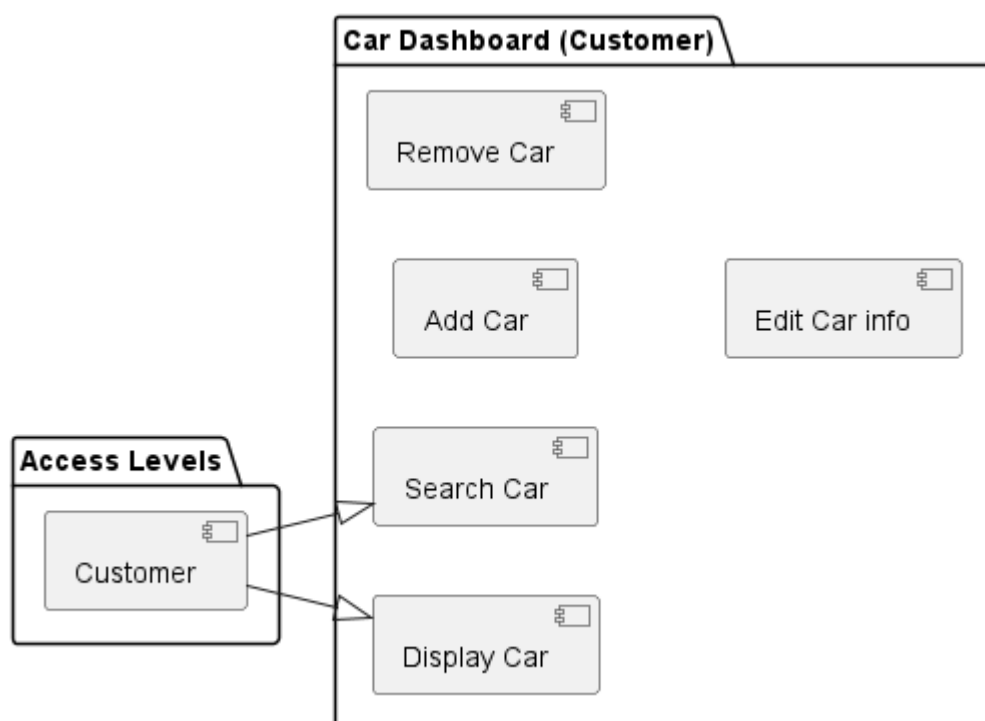 Car Dashboard (Customer)
Remove Car
Add Car
Edit Car info
Access Levels
Search Car
Customer
Display Car